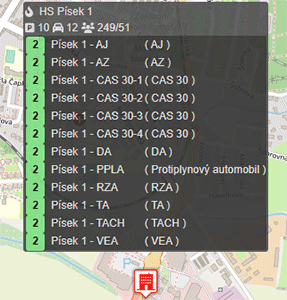 HS Písek 1
P 10 12 249/51
2 Písek 1 - AJ ( AJ )
2 Písek 1 - AZ ( AZ )
2 Písek 1 - CAS 30-1 ( CAS 30 )
2 Písek 1 - CAS 30-2 ( CAS 30 )
2 Písek 1 - CAS 30-3 ( CAS 30 )
2 Písek 1 - CAS 30-4 ( CAS 30 )
2 Písek 1 - DA ( DA )
2 Písek 1 - PPLA ( Protiplynový automobil )
2 Písek 1 - RZA ( RZA )
2 Písek 1 - TA ( TA )
2 Písek 1 - TACH ( TACH )
2 Písek 1 - VEA ( VEA )